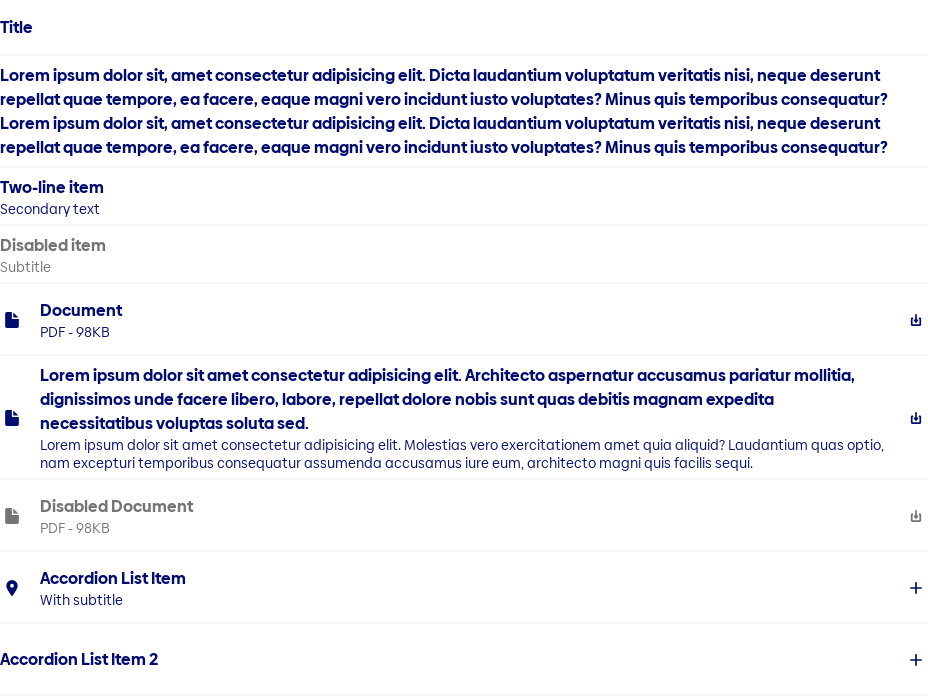 Title
Lorem ipsum dolor sit, amet consectetur adipisicing elit. Dicta laudantium voluptatum veritatis nisi, neque deserunt
repellat quae tempore, ea facere, eaque magni vero incidunt iusto voluptates? Minus quis temporibus consequatur?
Lorem ipsum dolor sit, amet consectetur adipisicing elit. Dicta laudantium voluptatum veritatis nisi, neque deserunt
repellat quae tempore, ea facere, eaque magni vero incidunt iusto voluptates? Minus quis temporibus consequatur?
Two-line item
Secondary text
Disabled item
Subtitle
Document
PDF - 98KB
Lorem ipsum dolor sit amet consectetur adipisicing elit. Architecto aspernatur accusamus pariatur mollitia,
dignissimos unde facere libero, labore, repellat dolore nobis sunt quas debitis magnam expedita
necessitatibus voluptas soluta sed.
Lorem ipsum dolor sit amet consectetur adipisicing elit. Molestias vero exercitationem amet quia aliquid? Laudantium quas optio,
nam excepturi temporibus consequatur assumenda accusamus iure eum, architecto magni quis facilis sequi.
Disabled Document
PDF - 98KB
Accordion List Item
With subtitle
Accordion List Item 2